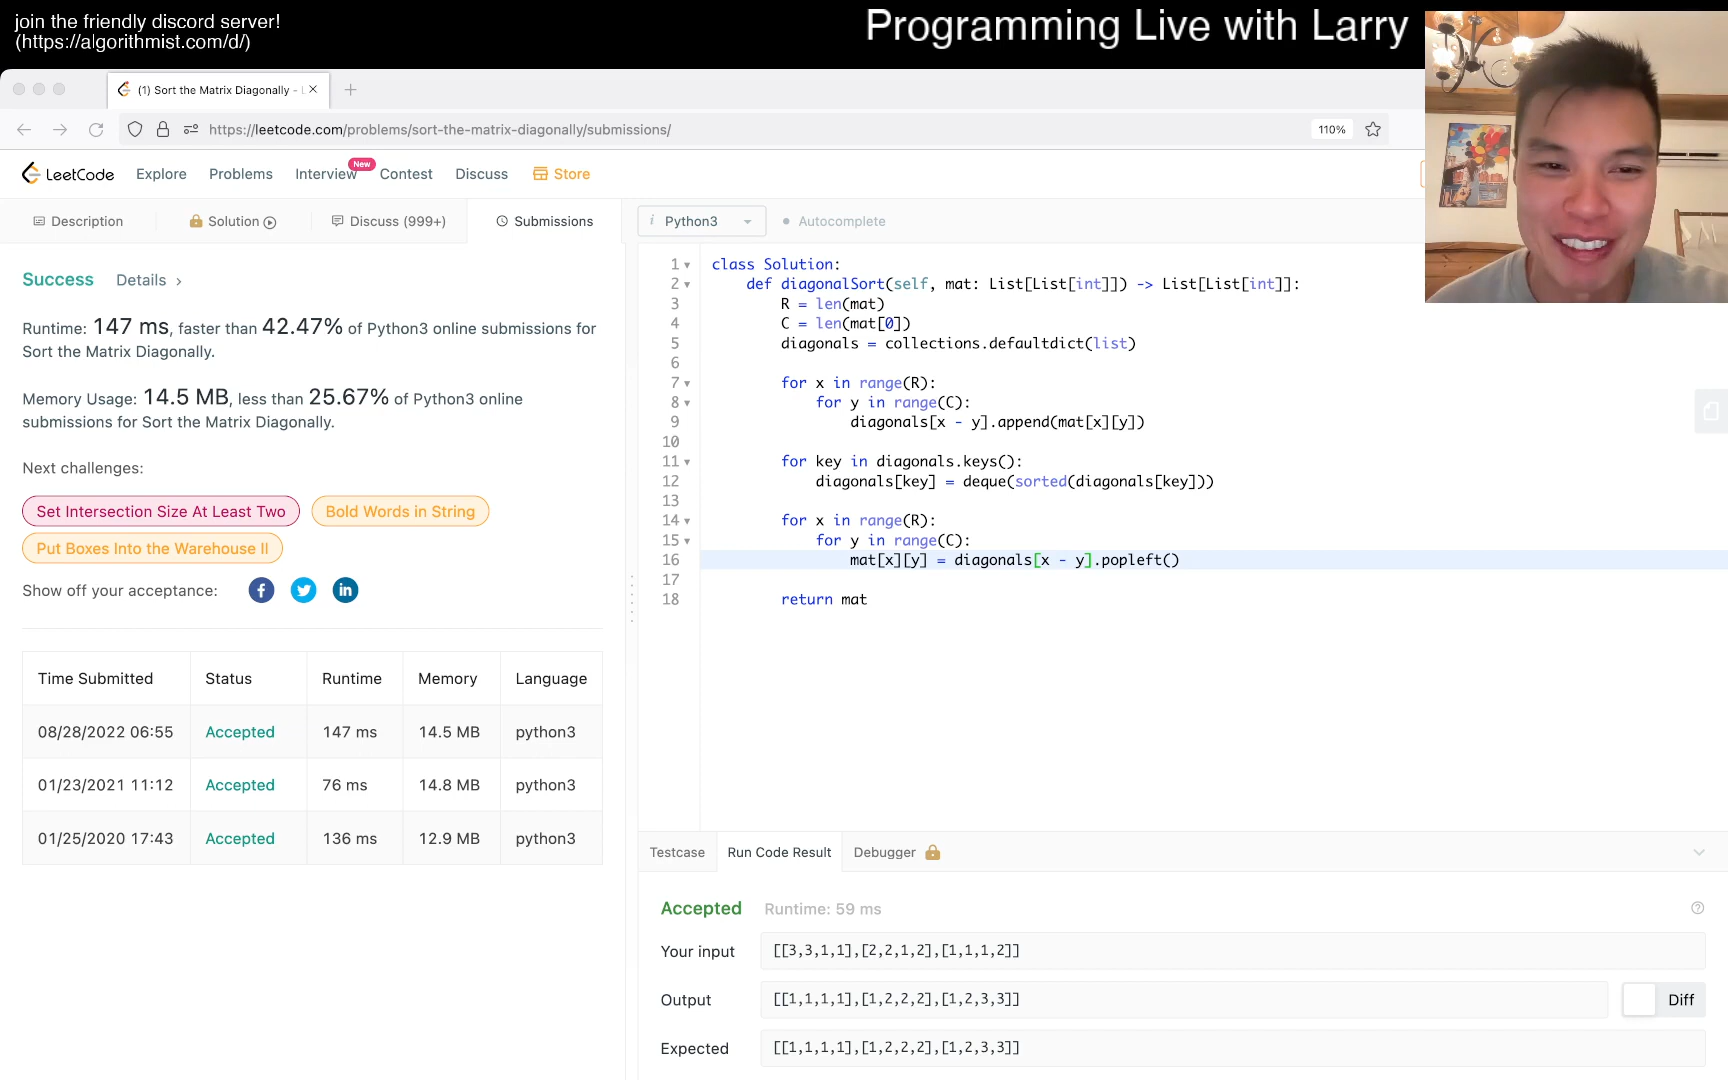 join the friendly discord server!
(https://algorithmist.com/d/)
Programming Live with Larry
(1) Sort the Matrix Diagonally - L
https://leetcode.com/problems/sort-the-matrix-diagonally/submissions/
110%
LeetCode
Explore
Problems
Interview
New
Contest
Discuss
Store
Description
Solution
Discuss (999+)
Submissions
i Python3
Autocomplete
Success
Details >
Runtime: 147 ms, faster than 42.47% of Python3 online submissions for
Sort the Matrix Diagonally.
Memory Usage: 14.5 MB, less than 25.67% of Python3 online
submissions for Sort the Matrix Diagonally.
Next challenges:
Set Intersection Size At Least Two
Bold Words in String
Put Boxes Into the Warehouse II
Show off your acceptance:
Time Submitted Status Runtime Memory Language
08/28/2022 06:55 Accepted 147 ms 14.5 MB python3
01/23/2021 11:12 Accepted 76 ms 14.8 MB python3
01/25/2020 17:43 Accepted 136 ms 12.9 MB python3
1 class Solution:
2 def diagonalSort(self, mat: List[List[int]]) -> List[List[int]]:
3 R = len(mat)
4 C = len(mat[0])
5 diagonals = collections.defaultdict(list)
6
7 for x in range(R):
8 for y in range(C):
9 diagonals[x - y].append(mat[x][y])
10
11 for key in diagonals.keys():
12 diagonals[key] = deque(sorted(diagonals[key]))
13
14 for x in range(R):
15 for y in range(C):
16 mat[x][y] = diagonals[x - y].popleft()
17
18 return mat
Testcase
Run Code Result
Debugger
Accepted
Runtime: 59 ms
Your input
[[3,3,1,1],[2,2,1,2],[1,1,1,2]]
Output
[[1,1,1,1],[1,2,2,2],[1,2,3,3]]
Diff
Expected
[[1,1,1,1],[1,2,2,2],[1,2,3,3]]